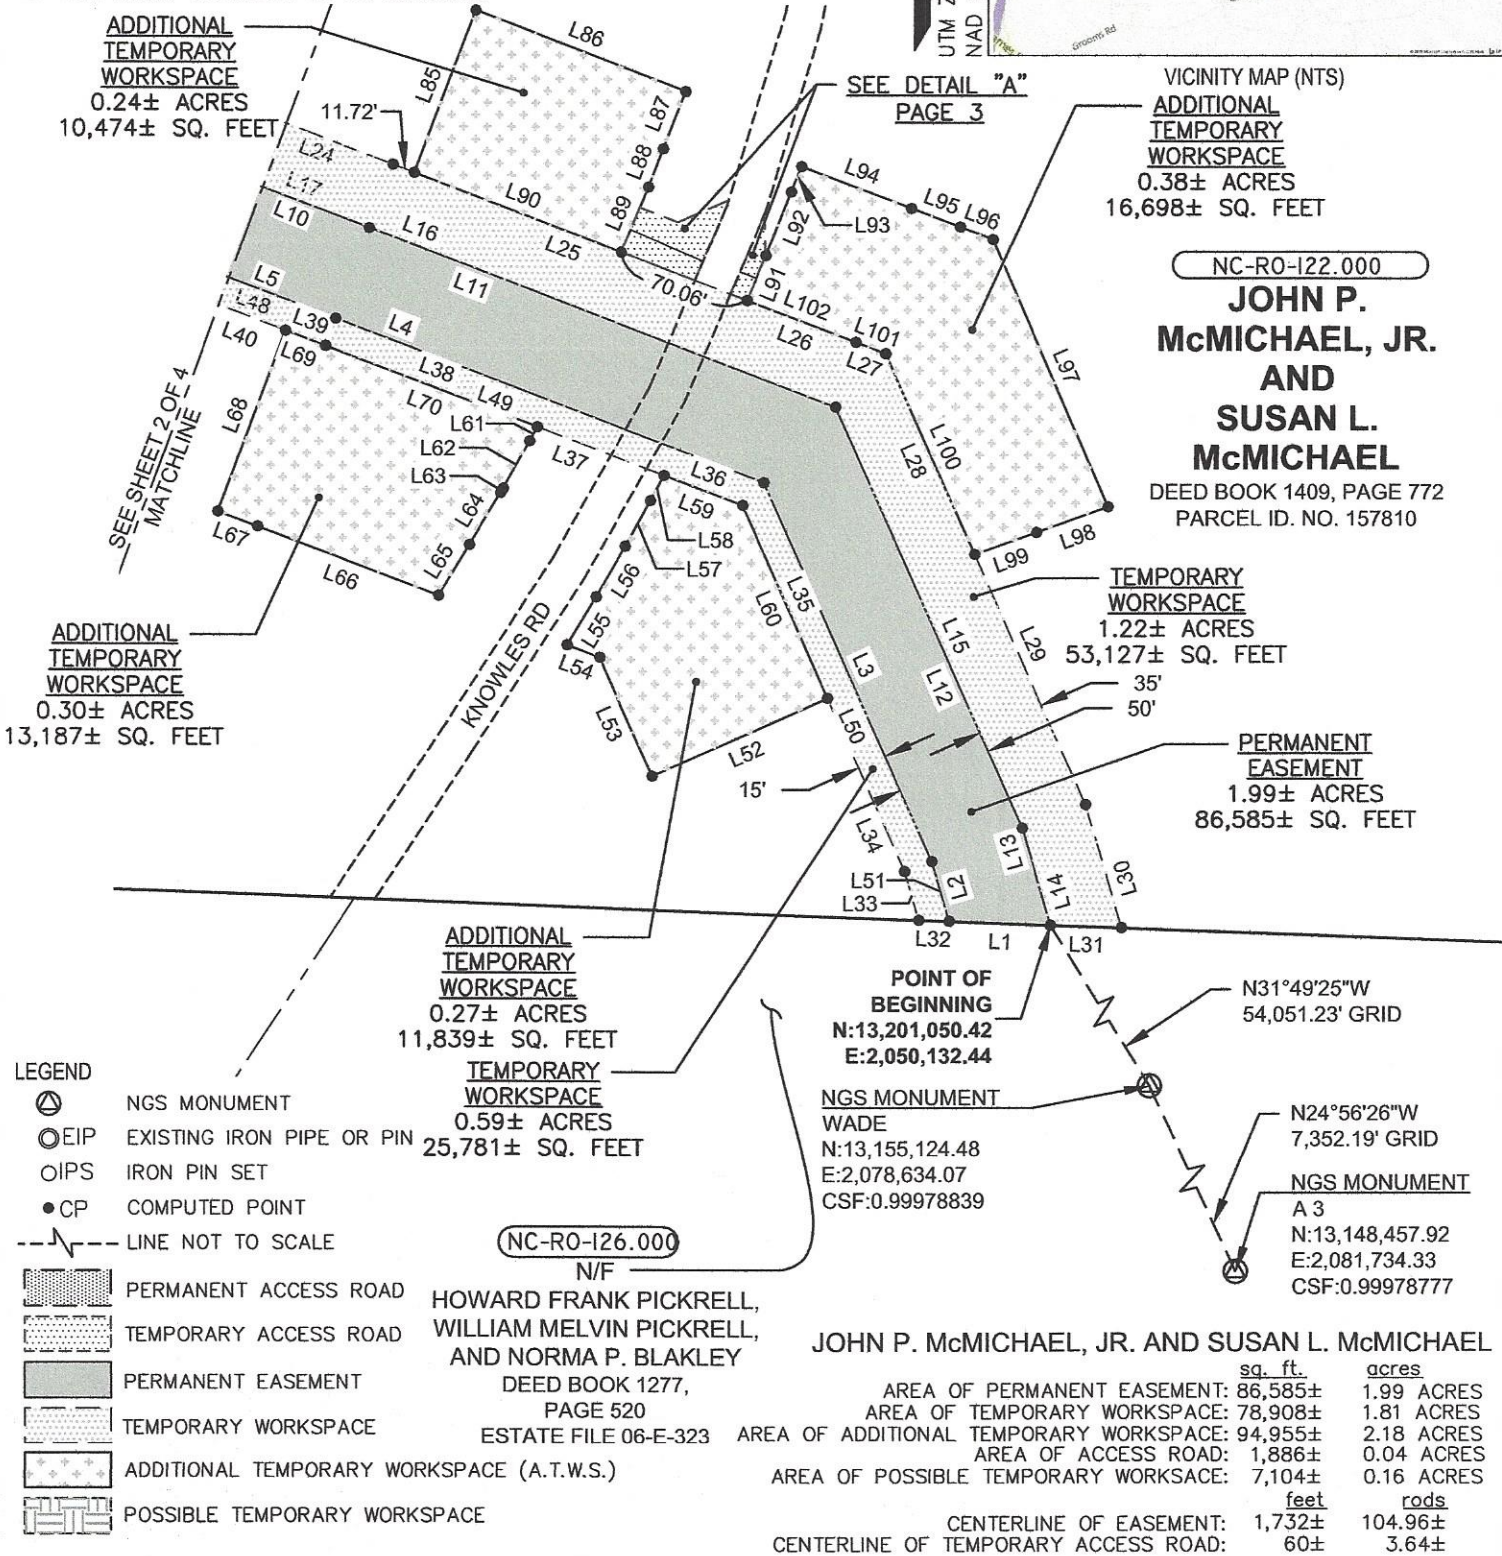 ADDITIONAL
TEMPORARY
WORKSPACE
0.24± ACRES
10,474± SQ. FEET
11.72'
L85
L86
L87
L88
L89
L90
L24
L17
L10
L16
L25
L5
L11
L48
L39
L4
L40
L69
L38
L49
L70
L68
L61
L62
L63
L64
L65
L66
L67
L37
L36
L59
L58
L57
L56
L55
L54
L53
L52
L60
L35
L3
L50
L34
L51
L33
L2
L32
L1
L31
L14
L13
L30
L12
L15
L29
L28
L100
L27
L26
L101
L102
70.06'
L91
L92
L93
L94
L95
L96
L97
L98
L99
UTM Z
NAD
Grooms Rd
VICINITY MAP (NTS)
SEE DETAIL "A"
PAGE 3
ADDITIONAL
TEMPORARY
WORKSPACE
0.38± ACRES
16,698± SQ. FEET
NC-RO-122.000
JOHN P.
McMICHAEL, JR.
AND
SUSAN L.
McMICHAEL
DEED BOOK 1409, PAGE 772
PARCEL ID. NO. 157810
SEE SHEET 2 OF 4
MATCHLINE
KNOWLES RD
TEMPORARY
WORKSPACE
1.22± ACRES
53,127± SQ. FEET
35'
50'
15'
PERMANENT
EASEMENT
1.99± ACRES
86,585± SQ. FEET
ADDITIONAL
TEMPORARY
WORKSPACE
0.30± ACRES
13,187± SQ. FEET
ADDITIONAL
TEMPORARY
WORKSPACE
0.27± ACRES
11,839± SQ. FEET
TEMPORARY
WORKSPACE
0.59± ACRES
25,781± SQ. FEET
POINT OF
BEGINNING
N:13,201,050.42
E:2,050,132.44
N31°49'25"W
54,051.23' GRID
NGS MONUMENT
WADE
N:13,155,124.48
E:2,078,634.07
CSF:0.99978839
N24°56'26"W
7,352.19' GRID
NGS MONUMENT
A 3
N:13,148,457.92
E:2,081,734.33
CSF:0.99978777
LEGEND
NGS MONUMENT
EIP EXISTING IRON PIPE OR PIN
IPS IRON PIN SET
CP COMPUTED POINT
LINE NOT TO SCALE
PERMANENT ACCESS ROAD
TEMPORARY ACCESS ROAD
PERMANENT EASEMENT
TEMPORARY WORKSPACE
ADDITIONAL TEMPORARY WORKSPACE (A.T.W.S.)
POSSIBLE TEMPORARY WORKSPACE
NC-RO-126.000
N/F
HOWARD FRANK PICKRELL,
WILLIAM MELVIN PICKRELL,
AND NORMA P. BLAKLEY
DEED BOOK 1277,
PAGE 520
ESTATE FILE 06-E-323
JOHN P. McMICHAEL, JR. AND SUSAN L. McMICHAEL
sq. ft. acres
AREA OF PERMANENT EASEMENT: 86,585± 1.99 ACRES
AREA OF TEMPORARY WORKSPACE: 78,908± 1.81 ACRES
AREA OF ADDITIONAL TEMPORARY WORKSPACE: 94,955± 2.18 ACRES
AREA OF ACCESS ROAD: 1,886± 0.04 ACRES
AREA OF POSSIBLE TEMPORARY WORKSACE: 7,104± 0.16 ACRES
feet rods
CENTERLINE OF EASEMENT: 1,732± 104.96±
CENTERLINE OF TEMPORARY ACCESS ROAD: 60± 3.64±